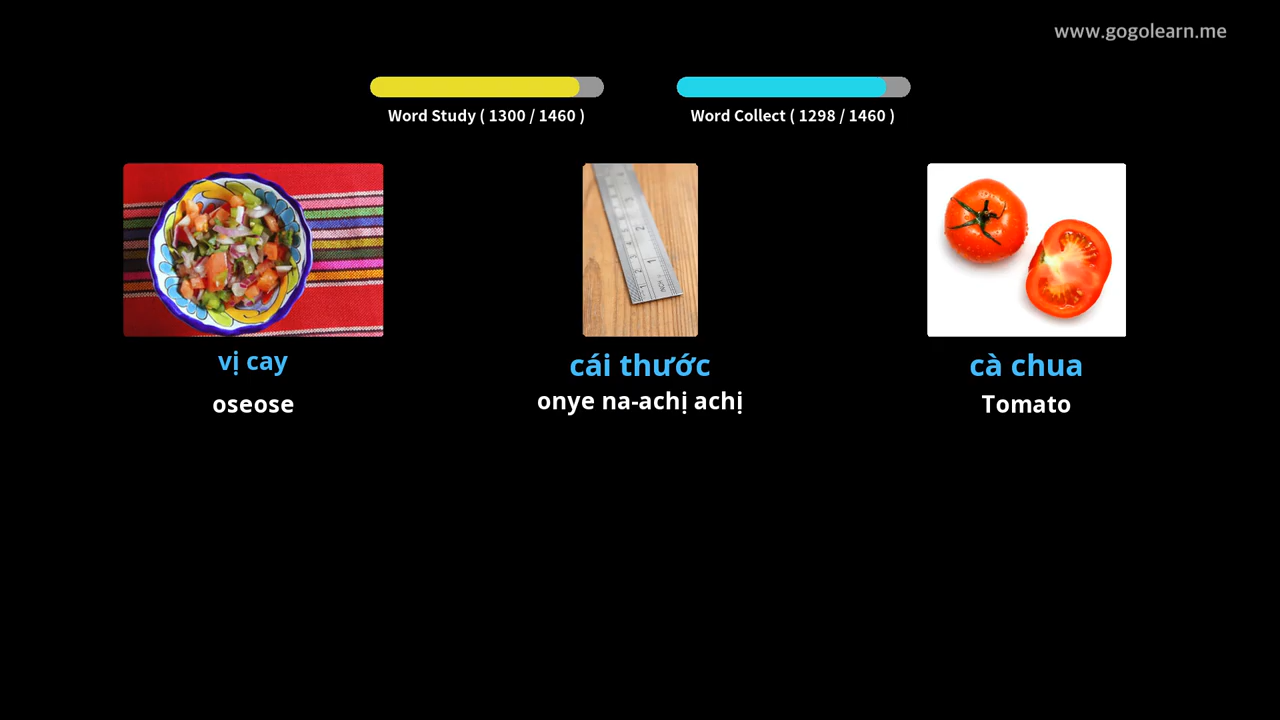 www.gogolearn.me
Word Study ( 1300 / 1460 )
Word Collect ( 1298 / 1460 )
vị cay
oseose
cái thước
onye na-achị achị
cà chua
Tomato